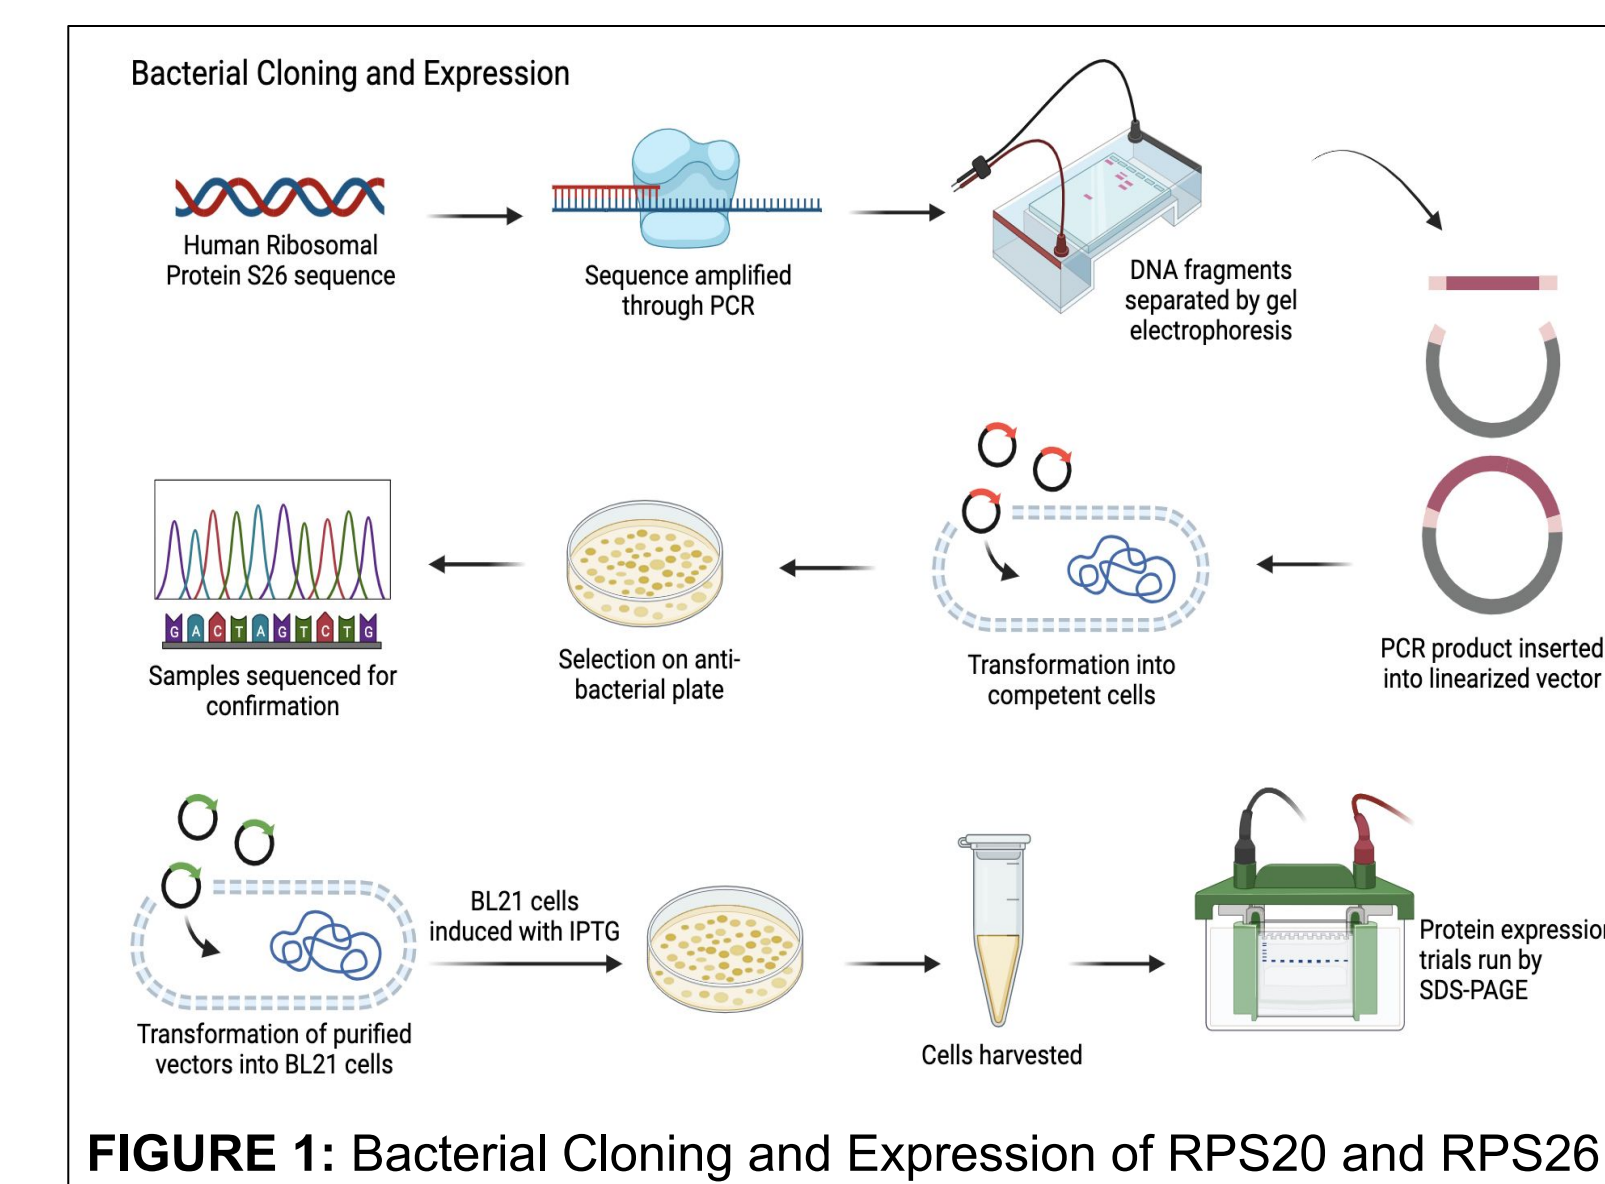 Bacterial Cloning and Expression
Human Ribosomal
Protein S26 sequence
Sequence amplified
through PCR
DNA fragments
separated by gel
electrophoresis
PCR product inserted
into linearized vector
Transformation into
competent cells
Selection on anti-
bacterial plate
G A C T A G T C T G
Samples sequenced for
confirmation
Transformation of purified
vectors into BL21 cells
BL21 cells
induced with IPTG
Cells harvested
Protein expression
trials run by
SDS-PAGE
FIGURE 1: Bacterial Cloning and Expression of RPS20 and RPS26